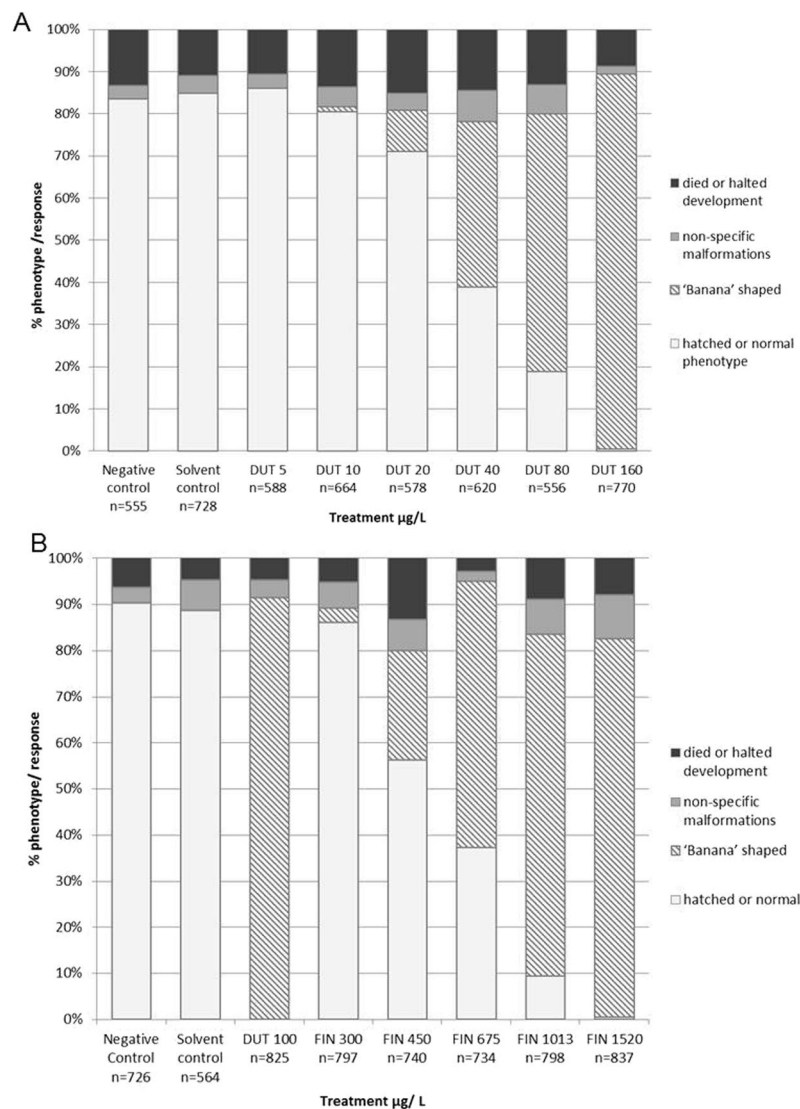 A
100%
90%
80%
70%
60%
50%
40%
30%
20%
10%
0%
% phenotype /response
Negative control n=555
Solvent control n=728
DUT 5 n=588
DUT 10 n=664
DUT 20 n=578
DUT 40 n=620
DUT 80 n=556
DUT 160 n=770
Treatment µg/L
died or halted
development
non-specific
malformations
'Banana' shaped
hatched or normal
phenotype
B
100%
90%
80%
70%
60%
50%
40%
30%
20%
10%
0%
% phenotype/ response
Negative Control n=726
Solvent control n=564
DUT 100 n=825
FIN 300 n=797
FIN 450 n=740
FIN 675 n=734
FIN 1013 n=798
FIN 1520 n=837
Treatment µg/ L
died or halted
development
non-specific
malformations
'Banana' shaped
hatched or normal